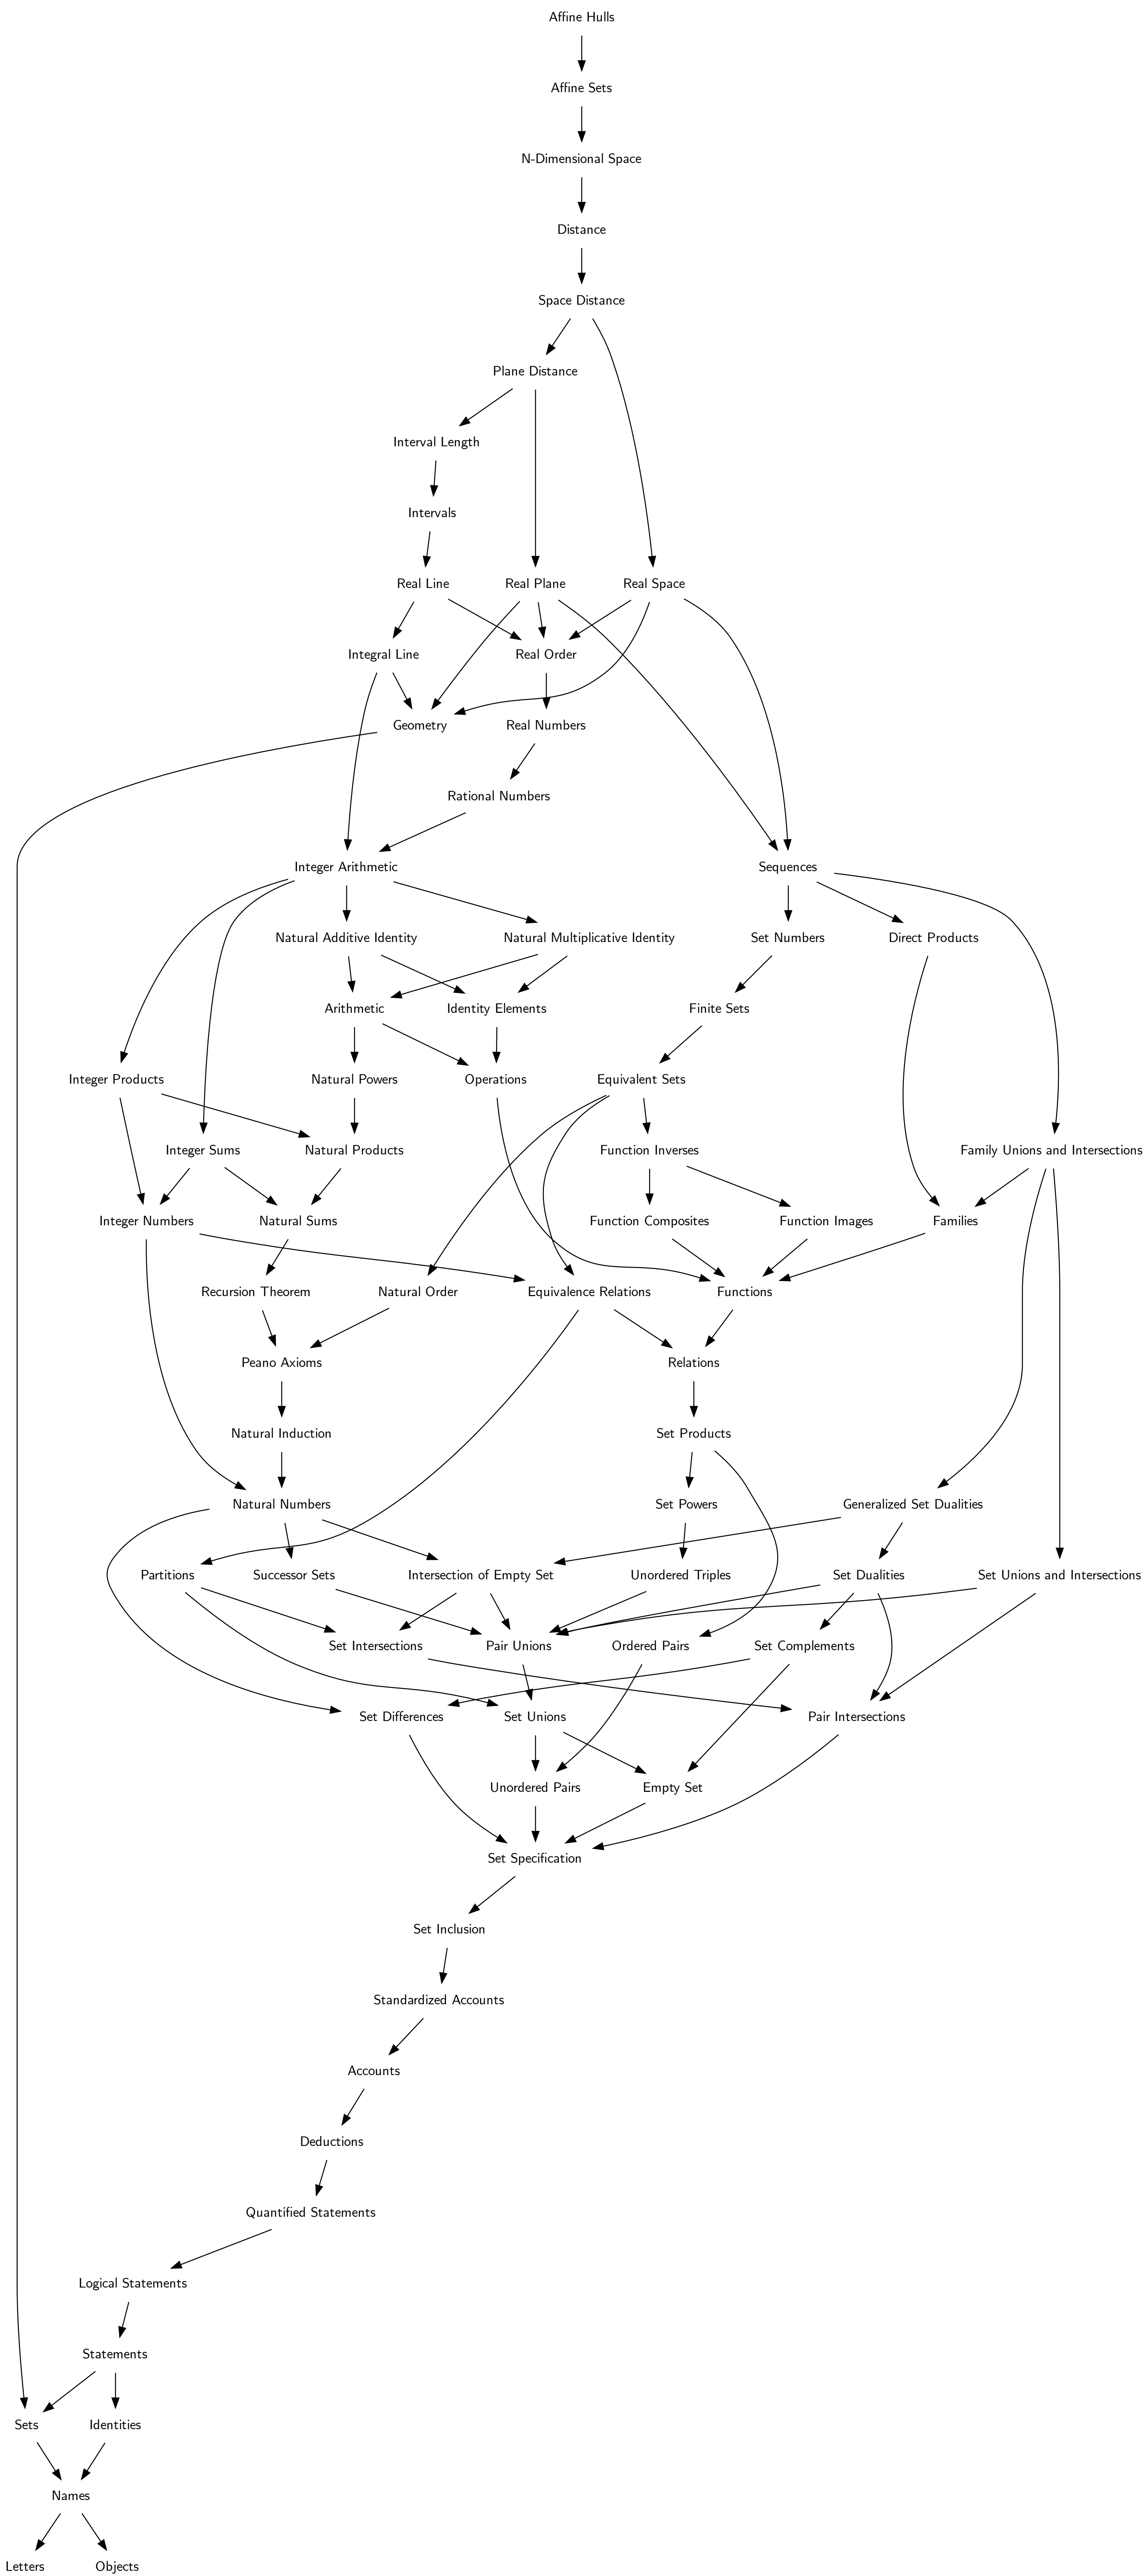 Affine Hulls
Affine Sets
N-Dimensional Space
Distance
Space Distance
Plane Distance
Interval Length
Intervals
Real Line
Real Plane
Real Space
Integral Line
Real Order
Geometry
Real Numbers
Rational Numbers
Integer Arithmetic
Sequences
Natural Additive Identity
Natural Multiplicative Identity
Set Numbers
Direct Products
Arithmetic
Identity Elements
Finite Sets
Integer Products
Natural Powers
Operations
Equivalent Sets
Integer Sums
Natural Products
Function Inverses
Family Unions and Intersections
Integer Numbers
Natural Sums
Function Composites
Function Images
Families
Recursion Theorem
Natural Order
Equivalence Relations
Functions
Peano Axioms
Relations
Natural Induction
Set Products
Natural Numbers
Set Powers
Generalized Set Dualities
Partitions
Successor Sets
Intersection of Empty Set
Unordered Triples
Set Dualities
Set Unions and Intersections
Set Intersections
Pair Unions
Ordered Pairs
Set Complements
Set Differences
Set Unions
Pair Intersections
Unordered Pairs
Empty Set
Set Specification
Set Inclusion
Standardized Accounts
Accounts
Deductions
Quantified Statements
Logical Statements
Statements
Sets
Identities
Names
Letters
Objects